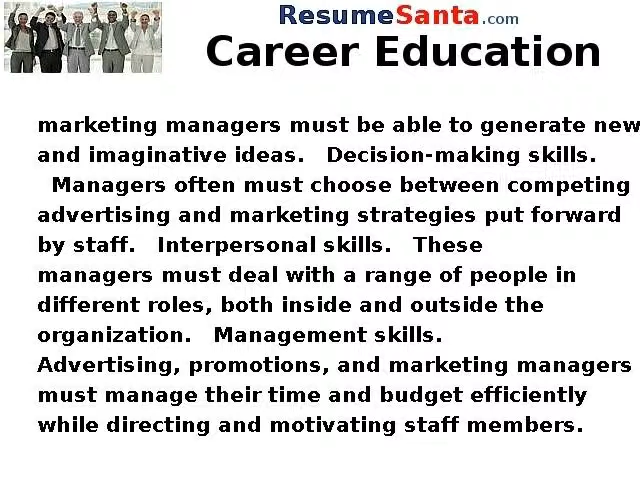 ResumeSanta.com
Career Education
marketing managers must be able to generate new
and imaginative ideas. Decision-making skills.
Managers often must choose between competing
advertising and marketing strategies put forward
by staff. Interpersonal skills. These
managers must deal with a range of people in
different roles, both inside and outside the
organization. Management skills.
Advertising, promotions, and marketing managers
must manage their time and budget efficiently
while directing and motivating staff members.